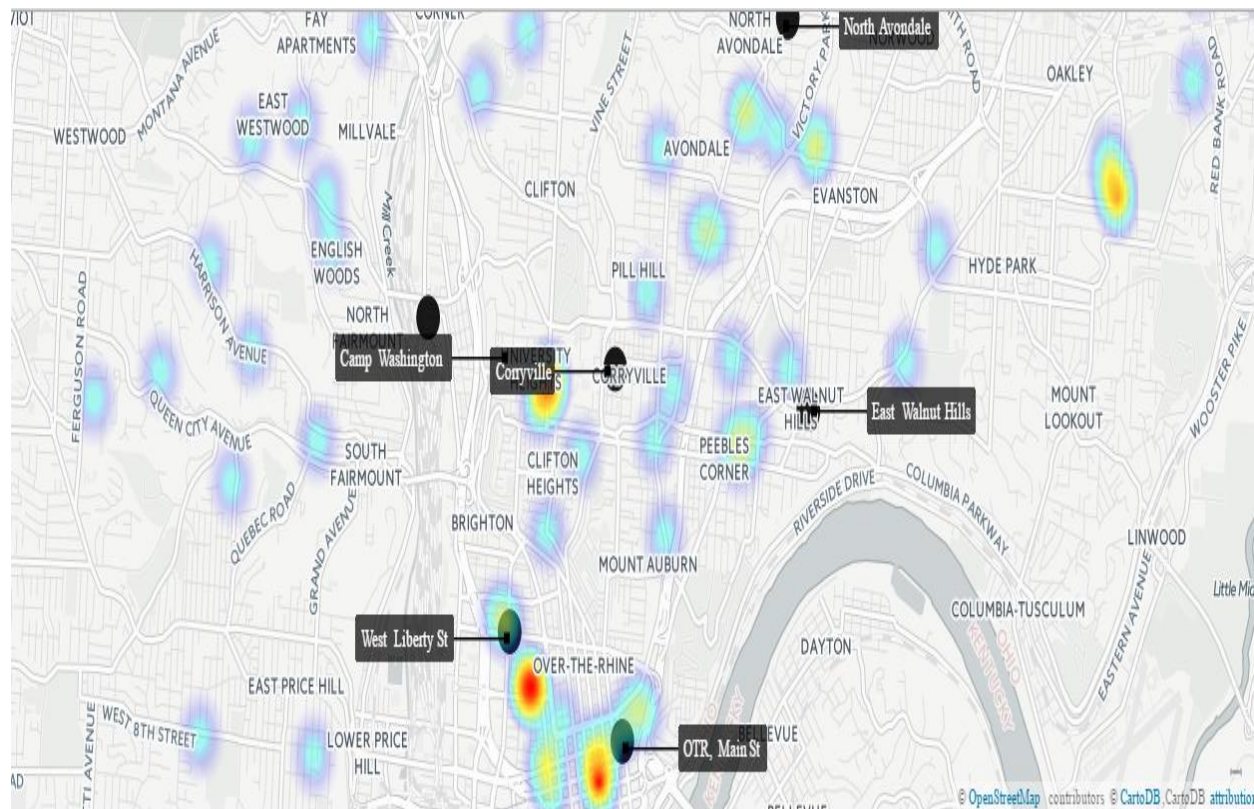 FAY
APARTMENTS
CORNER
NORTH
AVONDALE
North Avondale
NORWOOD
OAKLEY
MONTANA AVENUE
VINE STREET
VICTORY PARK
RED BANK ROAD
WESTWOOD
EAST
WESTWOOD
MILLVALE
AVONDALE
CLIFTON
EVANSTON
Mill Creek
ENGLISH
WOODS
HARRISON AVENUE
PILL HILL
HYDE PARK
FERGUSON ROAD
NORTH
FAIRMOUNT
Camp Washington
UNIVERSITY
HEIGHTS
Corryville
CORRYVILLE
EAST WALNUT
HILLS
East Walnut Hills
MOUNT
LOOKOUT
WOOSTER PIKE
QUEEN CITY AVENUE
SOUTH
FAIRMOUNT
CLIFTON
HEIGHTS
PEEBLES
CORNER
RIVERSIDE DRIVE
COLUMBIA PARKWAY
QUEBEC ROAD
GRAND AVENUE
BRIGHTON
MOUNT AUBURN
LINWOOD
EASTERN AVENUE
COLUMBIA-TUSCULUM
OHIO
KENTUCKY
West Liberty St
OVER-THE-RHINE
DAYTON
EAST PRICE HILL
WEST 8TH STREET
LOWER PRICE
HILL
OTR, Main St
BELLEVUE
BELLEVUE
© OpenStreetMap contributors © CartoDB, CartoDB attribution